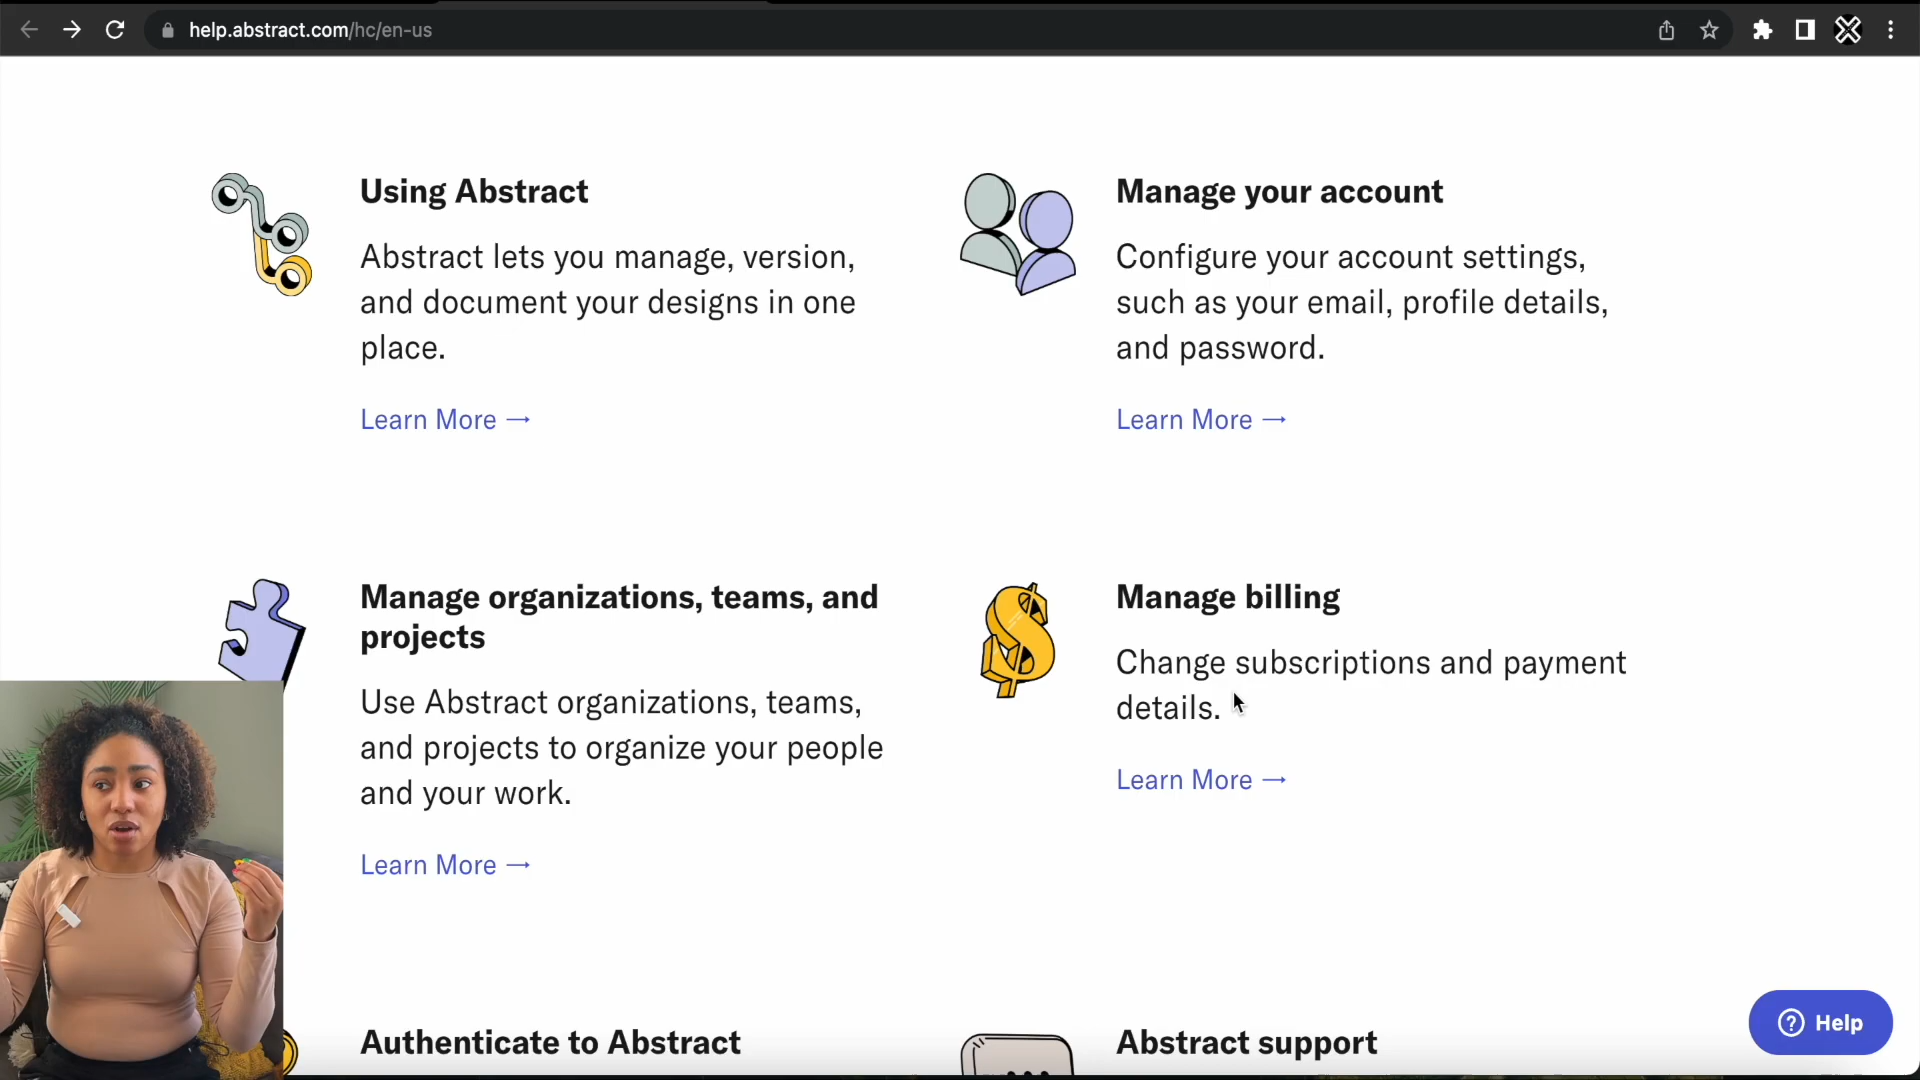 help.abstract.com/hc/en-us
Using Abstract
Abstract lets you manage, version,
and document your designs in one
place.
Learn More →
Manage your account
Configure your account settings,
such as your email, profile details,
and password.
Learn More →
Manage organizations, teams, and
projects
Use Abstract organizations, teams,
and projects to organize your people
and your work.
Learn More →
Manage billing
Change subscriptions and payment
details.
Learn More →
Authenticate to Abstract
Abstract support
Help